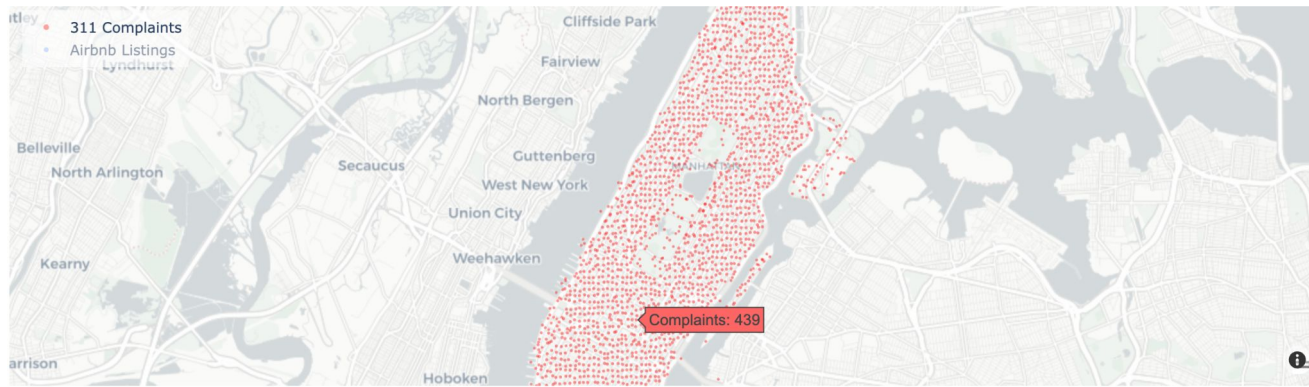 311 Complaints
Airbnb Listings
Lyndhurst
Cliffside Park
Fairview
North Bergen
Belleville
North Arlington
Secaucus
Guttenberg
West New York
Union City
MANHATTAN
Kearny
Weehawken
Complaints: 439
Hoboken